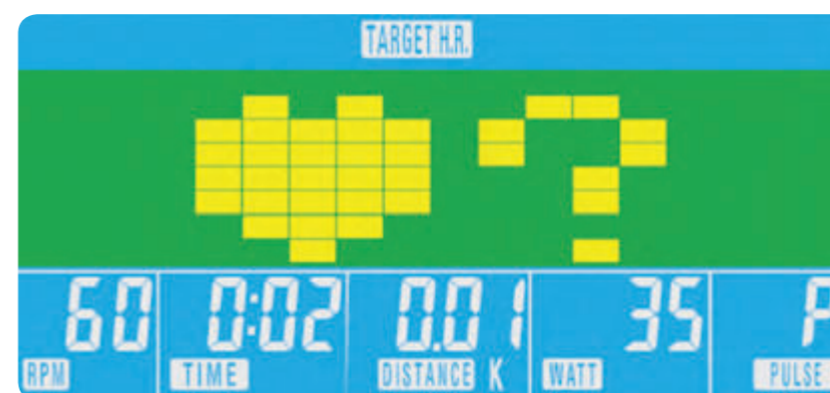 TARGET H.R.
60 0:02 0.01 35 P
RPM TIME DISTANCE K WATT PULSE